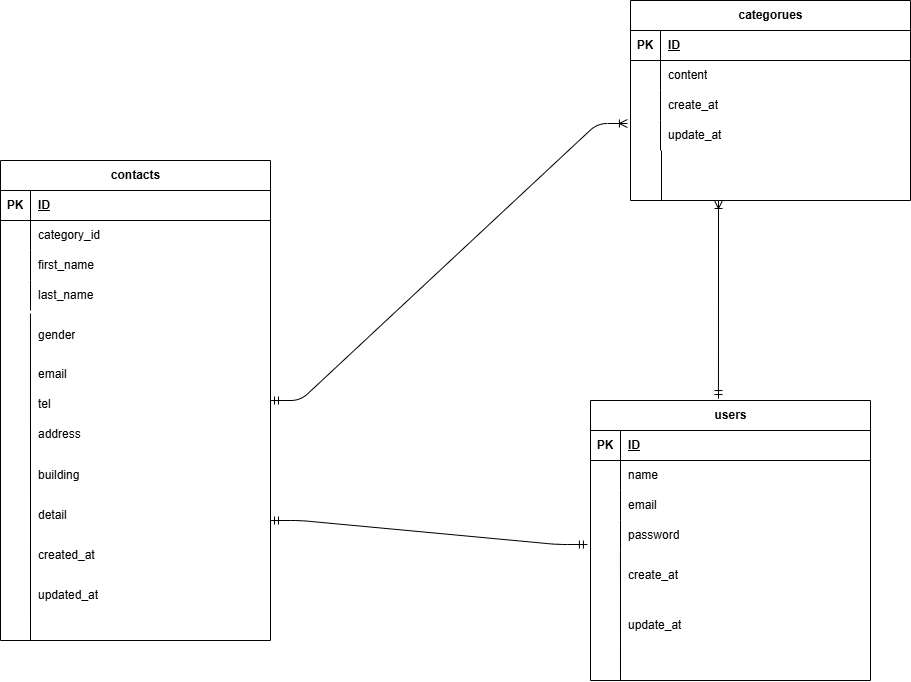 categorues
PK ID
content
create_at
update_at
contacts
PK ID
category_id
first_name
last_name
gender
email
tel
address
building
detail
created_at
updated_at
users
PK ID
name
email
password
create_at
update_at